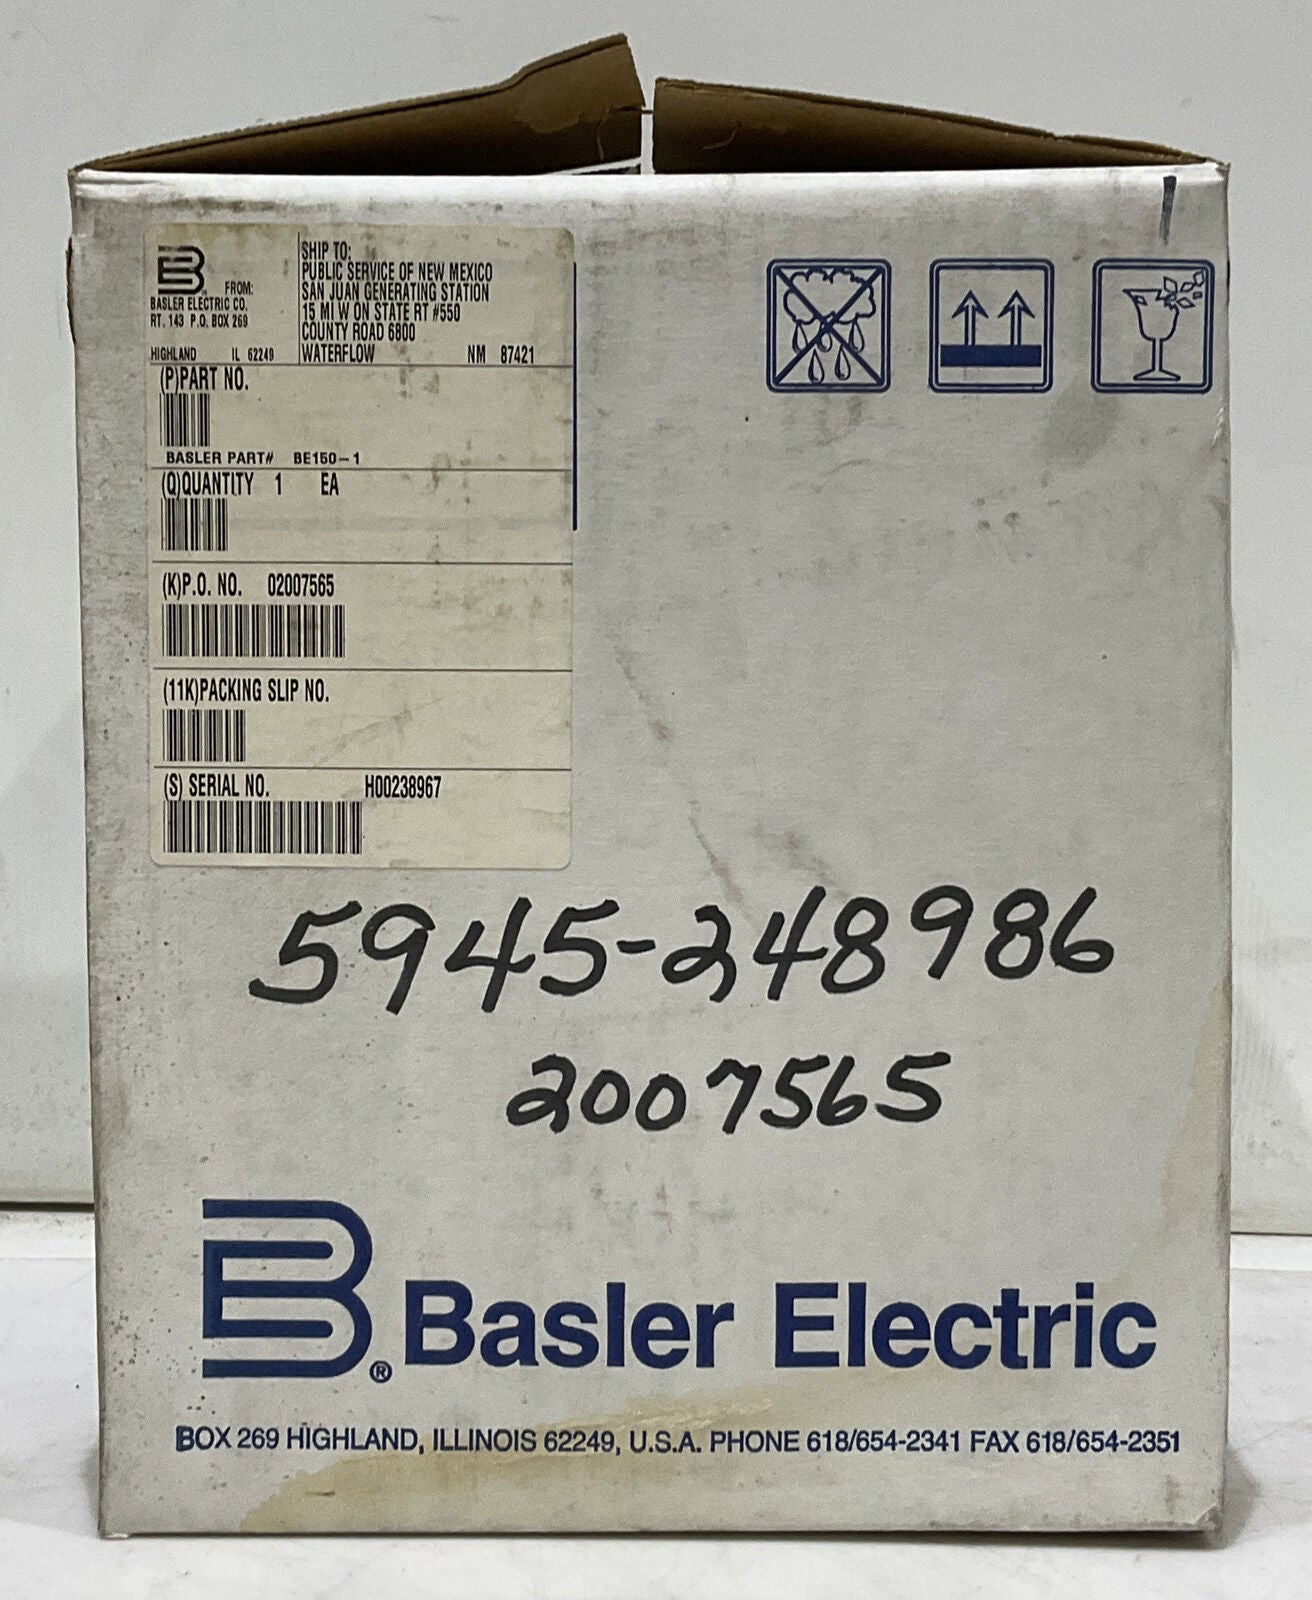 SHIP TO:
PUBLIC SERVICE OF NEW MEXICO
SAN JUAN GENERATING STATION
15 MI W ON STATE RT #550
COUNTY ROAD 6800
WATERFLOW NM 87421
FROM:
BASLER ELECTRIC CO.
RT. 143 P.O. BOX 269
HIGHLAND IL 62249
(P)PART NO.
BASLER PART# BE150-1
(Q)QUANTITY 1 EA
(K)P.O. NO. 02007565
(11K)PACKING SLIP NO.
(S) SERIAL NO. H00238967
5945-248986
2007565
®
Basler Electric
BOX 269 HIGHLAND, ILLINOIS 62249, U.S.A. PHONE 618/654-2341 FAX 618/654-2351